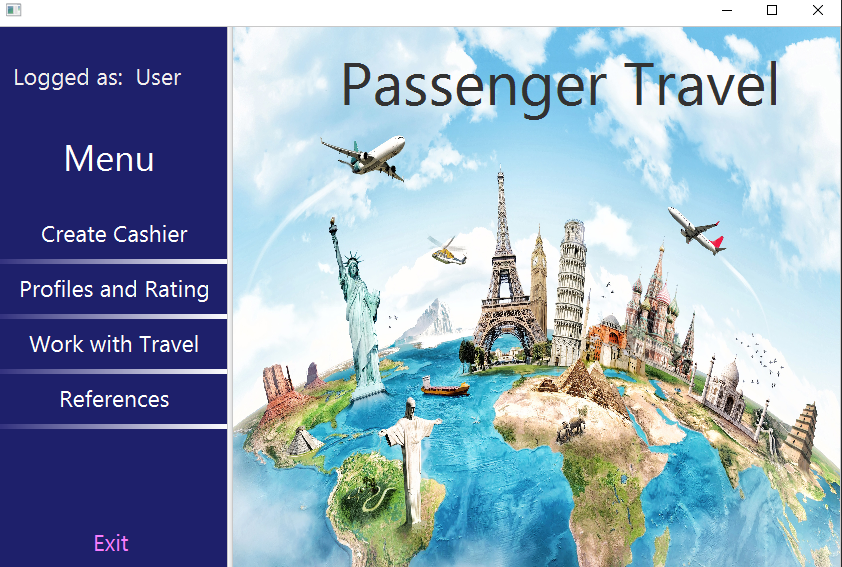 Logged as: User
Menu
Create Cashier
Profiles and Rating
Work with Travel
References
Exit
Passenger Travel